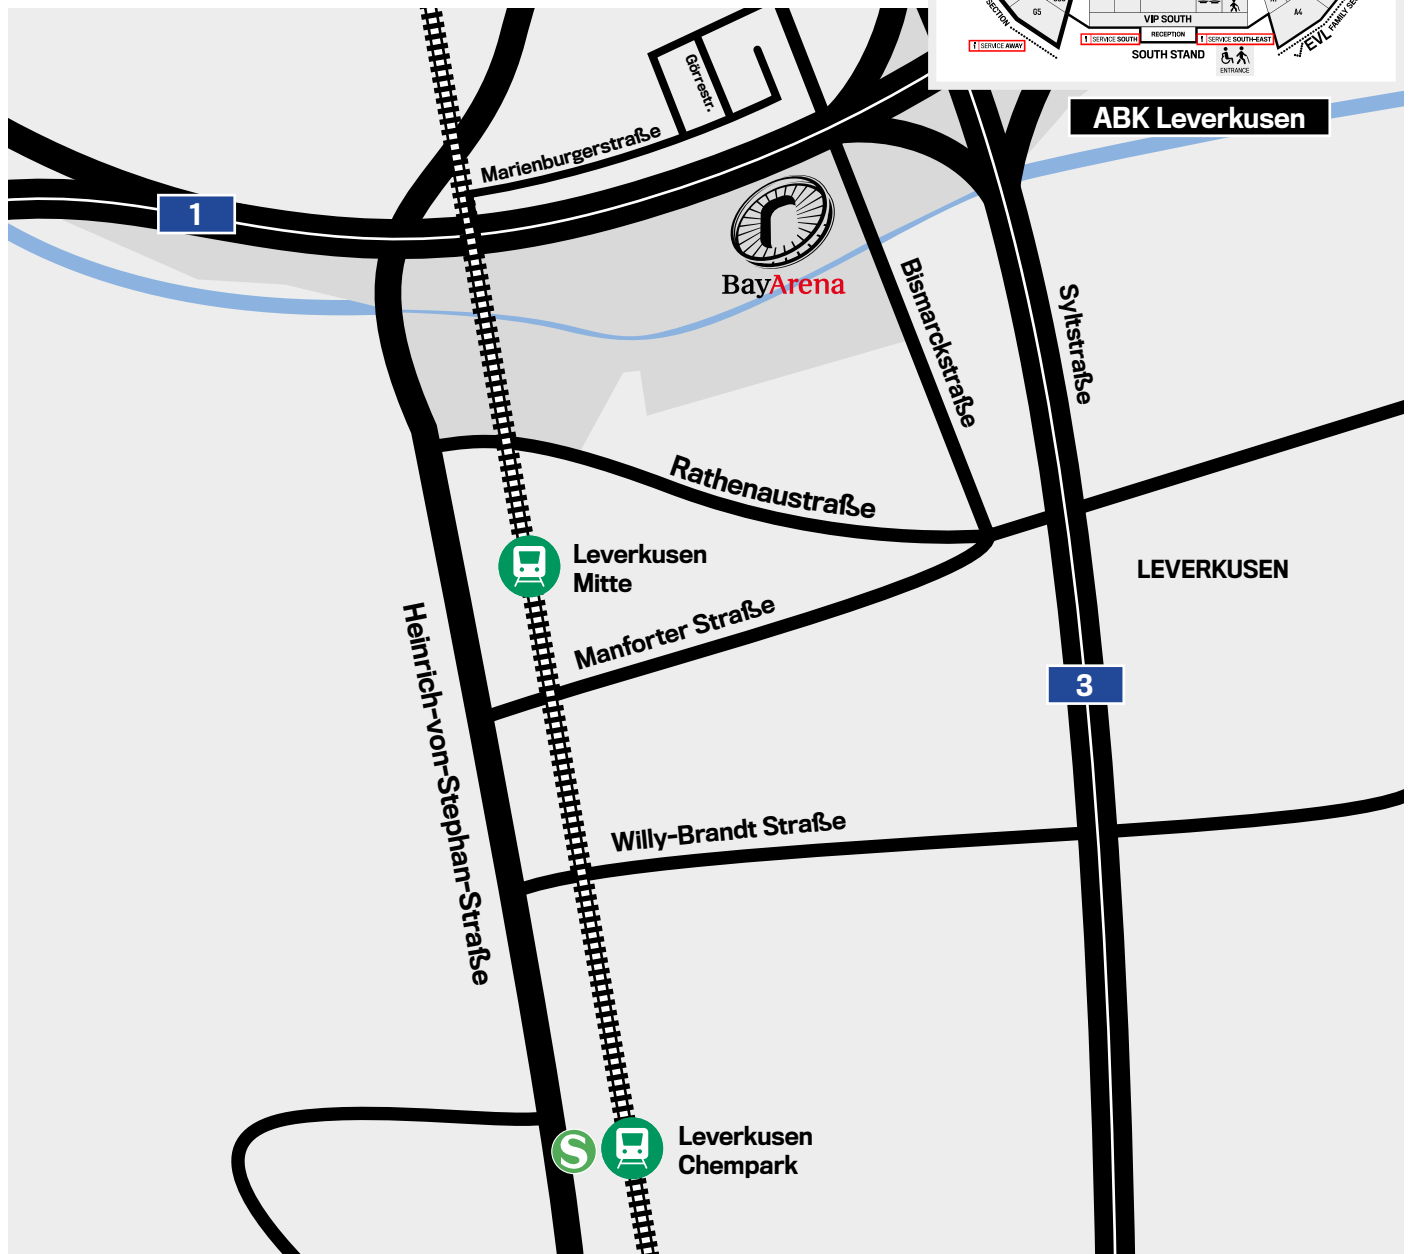 SECTION
G5
A4
FAMILY
EVL
VIP SOUTH
RECEPTION
SERVICE AWAY
SERVICE SOUTH
SERVICE SOUTH-EAST
SOUTH STAND
ENTRANCE
ABK Leverkusen
Görrestr.
Marienburgerstraße
1
BayArena
Bismarckstraße
Syltstraße
Rathenaustraße
Leverkusen
Mitte
LEVERKUSEN
Manforter Straße
Heinrich-von-Stephan-Straße
3
Willy-Brandt Straße
S
Leverkusen
Chempark